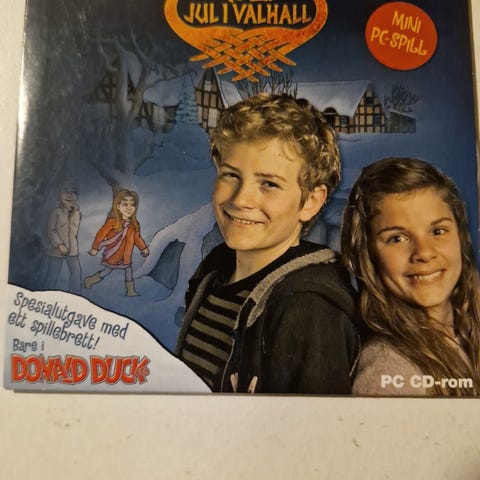 JUL I VALHALL
MINI
PC-SPILL
Spesialutgave med
ett spillebrett!
Bare i
DONALD DUCK
PC CD-rom